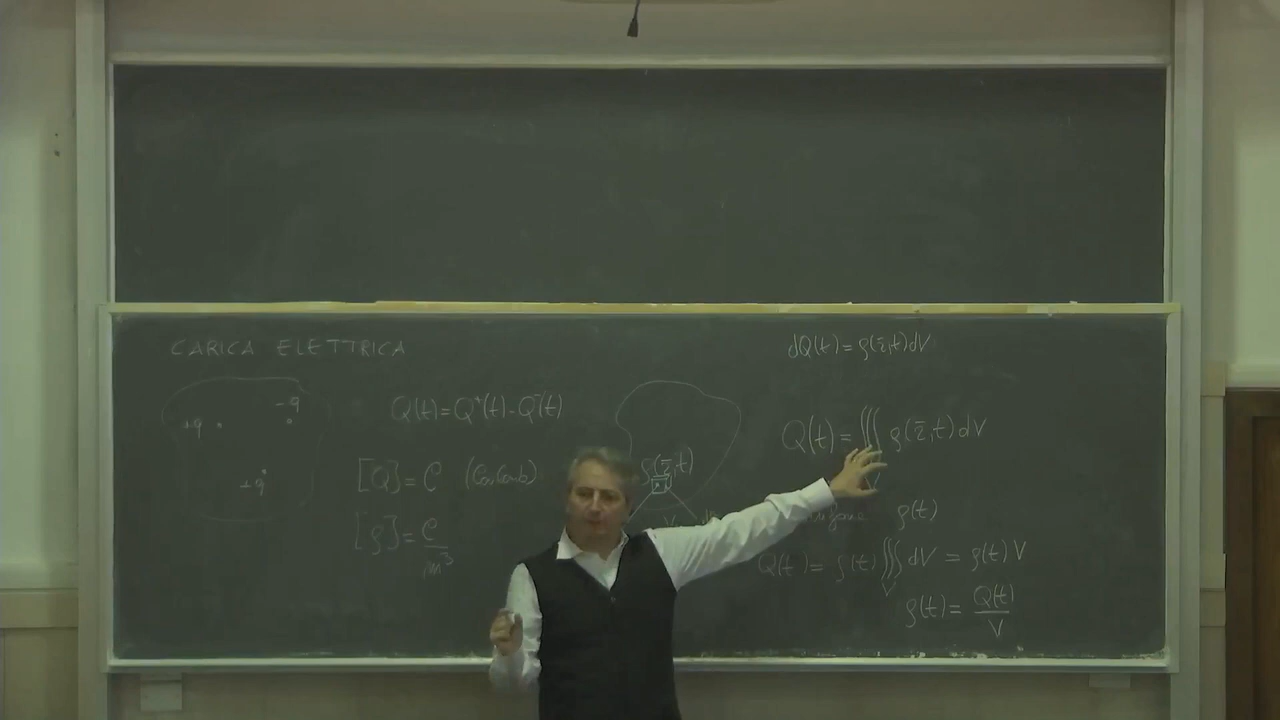 CARICA ELETTRICA
+q
-q
+q
Q(t)=Q⁺(t)-Q⁻(t)
[Q]=C (Coulomb)
[ρ]=C/m³
ρ(r̄,t)
V
dQ(t)=ρ(r̄,t)dV
Q(t)=∭ ρ(r̄,t)dV
V
ρ(t)
Q(t)=ρ(t)∭dV=ρ(t)V
V
ρ(t)=Q(t)/V